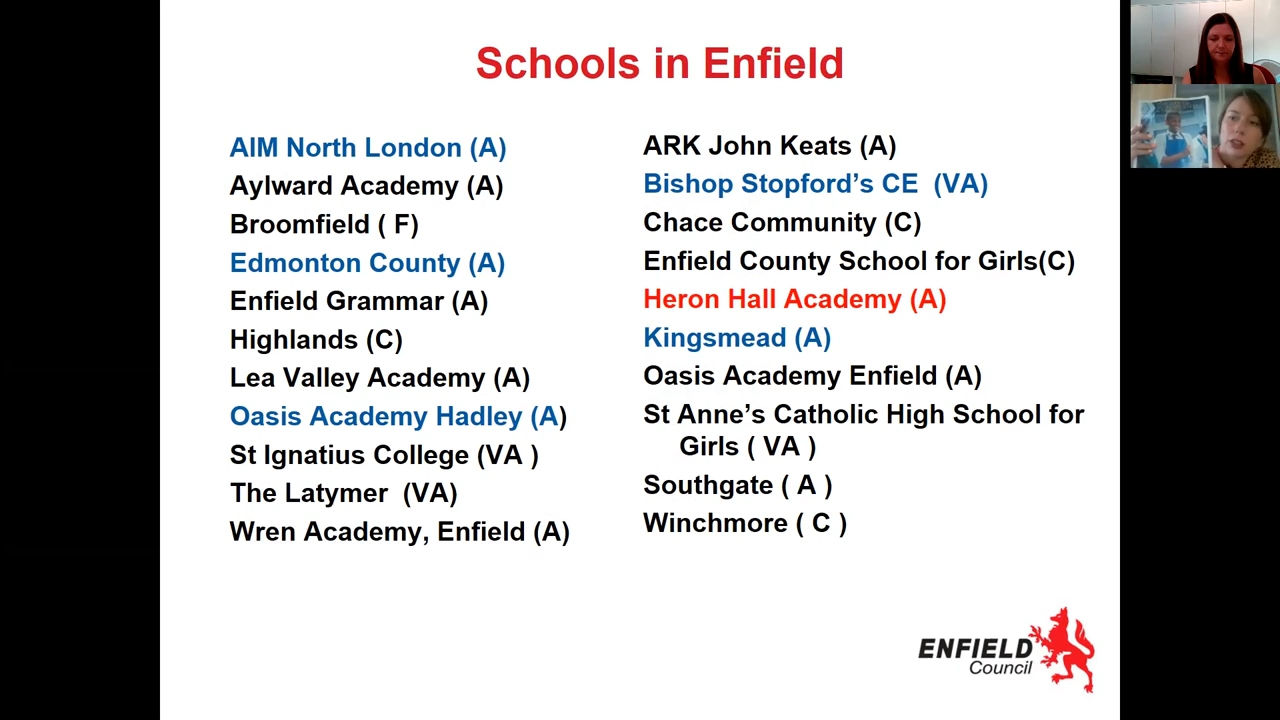 Schools in Enfield
AIM North London (A)
Aylward Academy (A)
Broomfield ( F)
Edmonton County (A)
Enfield Grammar (A)
Highlands (C)
Lea Valley Academy (A)
Oasis Academy Hadley (A)
St Ignatius College (VA )
The Latymer (VA)
Wren Academy, Enfield (A)
ARK John Keats (A)
Bishop Stopford’s CE (VA)
Chace Community (C)
Enfield County School for Girls(C)
Heron Hall Academy (A)
Kingsmead (A)
Oasis Academy Enfield (A)
St Anne’s Catholic High School for
Girls ( VA )
Southgate ( A )
Winchmore ( C )
ENFIELD
Council